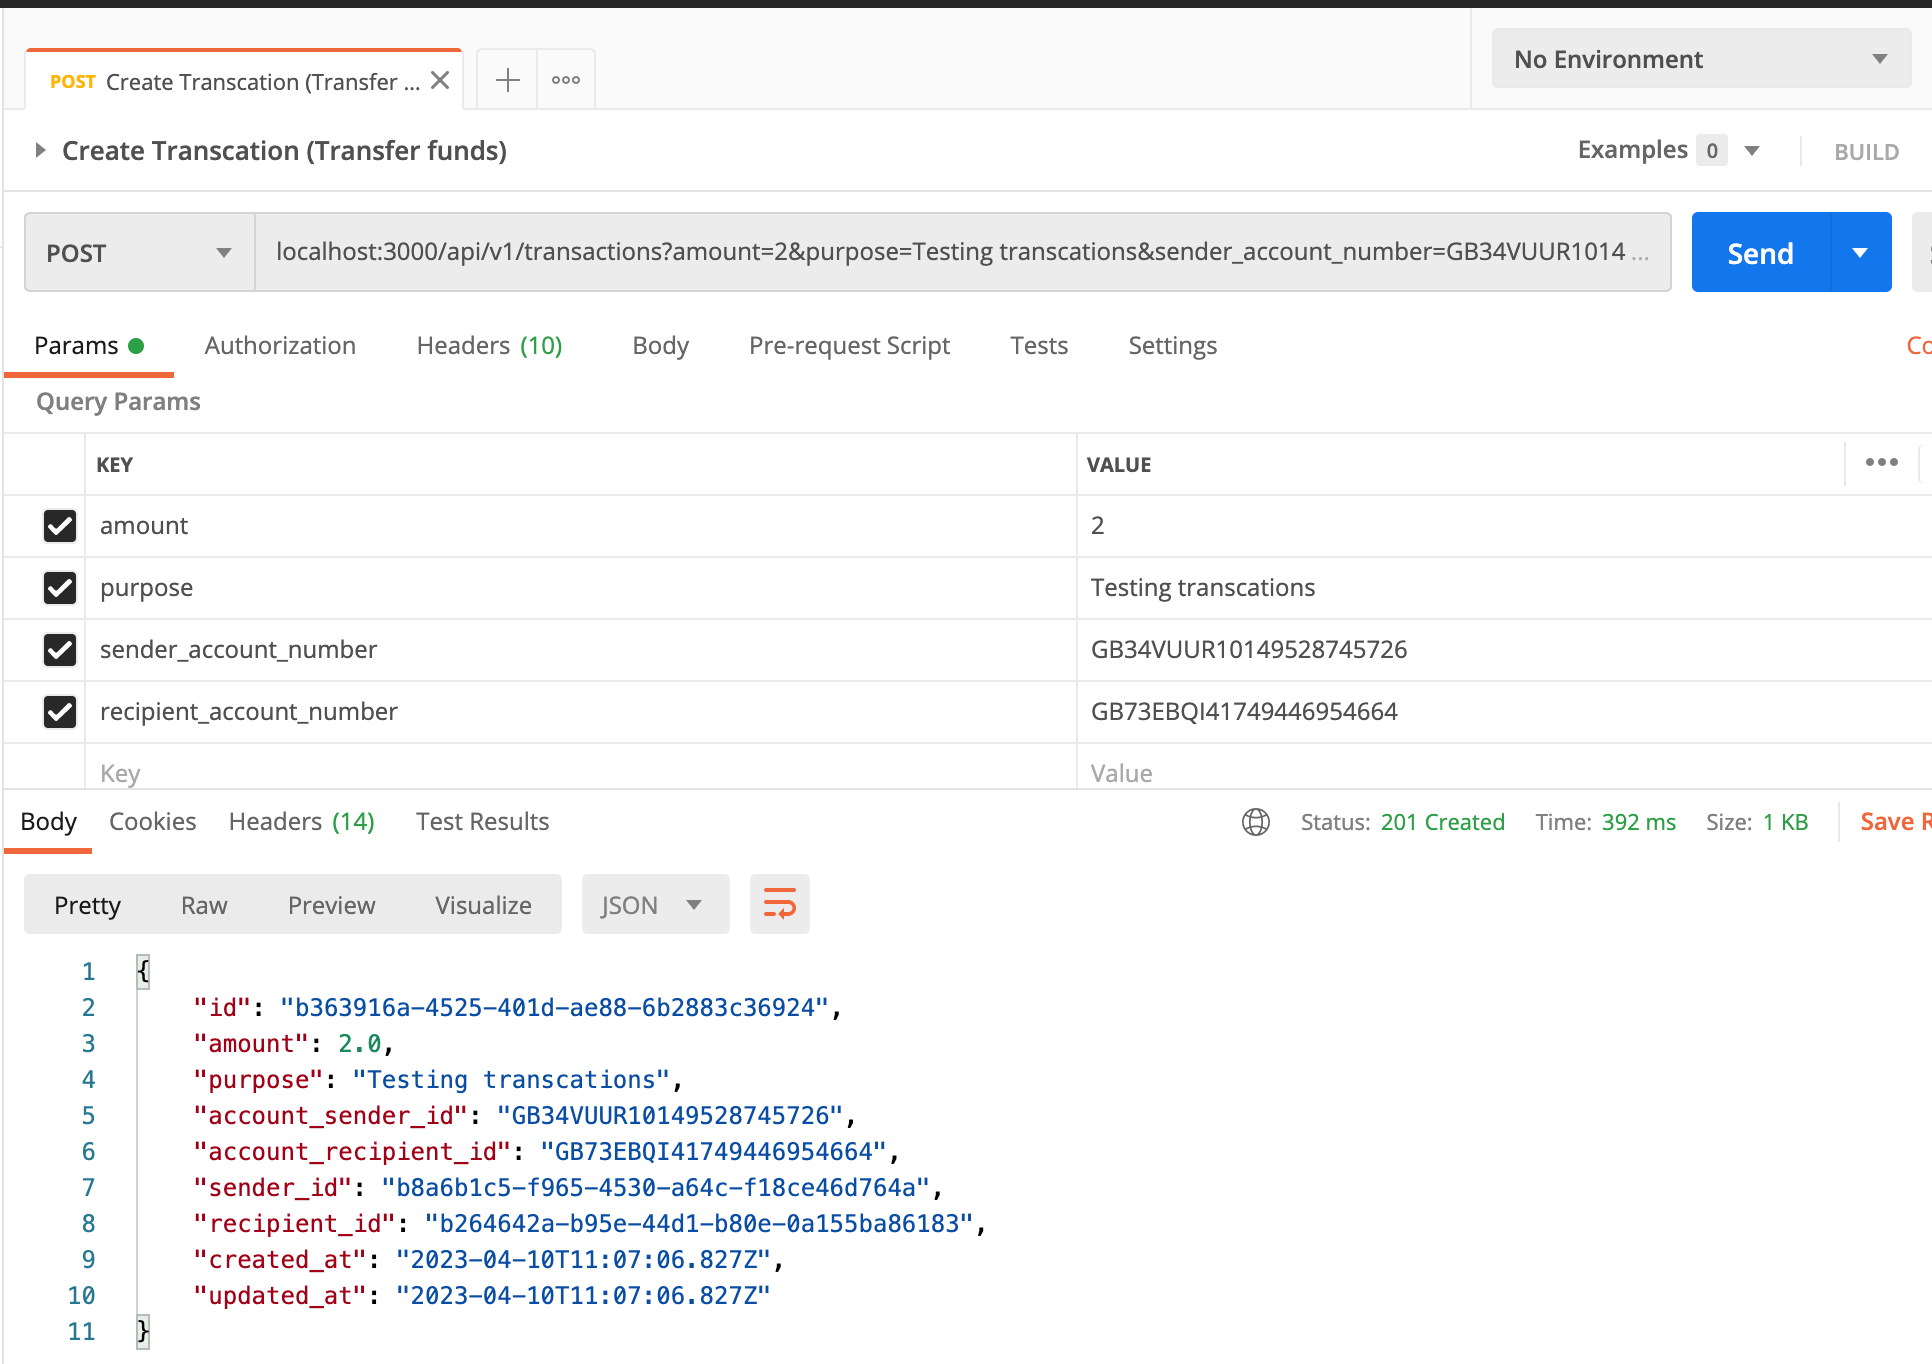 POST Create Transcation (Transfer ...
No Environment
Create Transcation (Transfer funds)
Examples 0
BUILD
POST
localhost:3000/api/v1/transactions?amount=2&purpose=Testing transcations&sender_account_number=GB34VUUR1014 ...
Send
Params Authorization Headers (10) Body Pre-request Script Tests Settings
Query Params
KEY VALUE
amount 2
purpose Testing transcations
sender_account_number GB34VUUR10149528745726
recipient_account_number GB73EBQI41749446954664
Key Value
Body Cookies Headers (14) Test Results Status: 201 Created Time: 392 ms Size: 1 KB Save
Pretty Raw Preview Visualize JSON
1 {
2 "id": "b363916a-4525-401d-ae88-6b2883c36924",
3 "amount": 2.0,
4 "purpose": "Testing transcations",
5 "account_sender_id": "GB34VUUR10149528745726",
6 "account_recipient_id": "GB73EBQI41749446954664",
7 "sender_id": "b8a6b1c5-f965-4530-a64c-f18ce46d764a",
8 "recipient_id": "b264642a-b95e-44d1-b80e-0a155ba86183",
9 "created_at": "2023-04-10T11:07:06.827Z",
10 "updated_at": "2023-04-10T11:07:06.827Z"
11 }